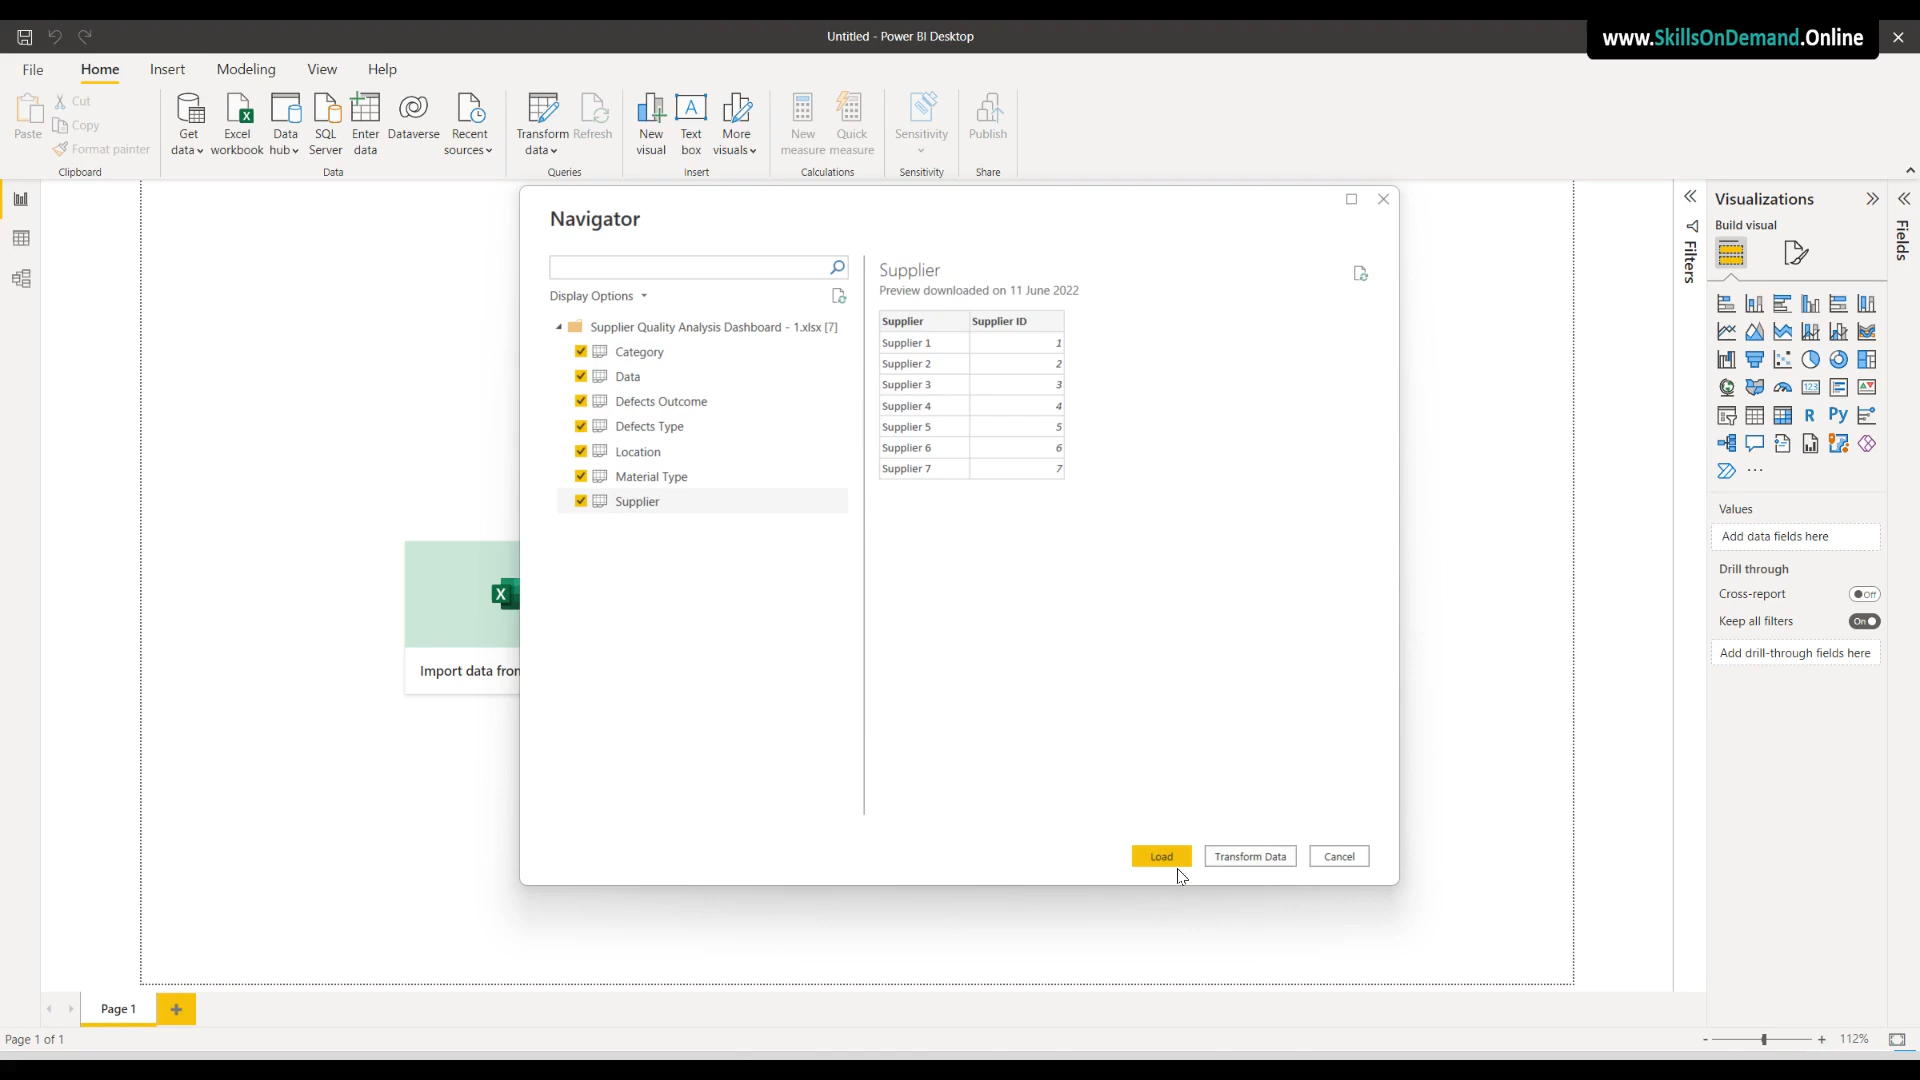 Untitled - Power BI Desktop
www.SkillsOnDemand.Online
File
Home
Insert
Modeling
View
Help
Paste
Cut
Copy
Format painter
Clipboard
Get data
Excel workbook
Data hub
SQL Server
Enter data
Dataverse
Recent sources
Data
Transform data
Refresh
Queries
New visual
Text box
More visuals
Insert
New measure
Quick measure
Calculations
Sensitivity
Sensitivity
Publish
Share
Navigator
Display Options
Supplier Quality Analysis Dashboard - 1.xlsx [7]
Category
Data
Defects Outcome
Defects Type
Location
Material Type
Supplier
Supplier
Preview downloaded on 11 June 2022
Supplier Supplier ID
Supplier 1 1
Supplier 2 2
Supplier 3 3
Supplier 4 4
Supplier 5 5
Supplier 6 6
Supplier 7 7
Load
Transform Data
Cancel
Import data fron
Filters
Visualizations
Build visual
123
R
Py
Values
Add data fields here
Drill through
Cross-report
Off
Keep all filters
On
Add drill-through fields here
Fields
Page 1
Page 1 of 1
- + 112%